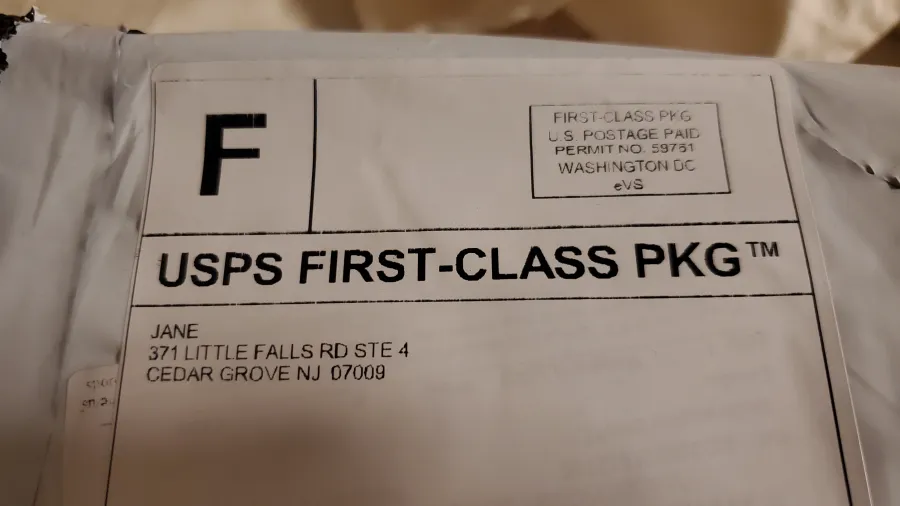 F
FIRST-CLASS PKG
U.S. POSTAGE PAID
PERMIT NO. 59761
WASHINGTON DC
eVS
USPS FIRST-CLASS PKG™
JANE
371 LITTLE FALLS RD STE 4
CEDAR GROVE NJ 07009